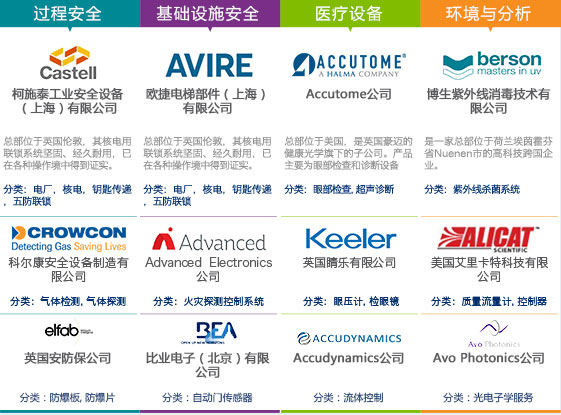 过程安全
Castell
柯施泰工业安全设备
（上海）有限公司
总部位于英国伦敦，其核电用
联锁系统坚固、经久耐用，已
在各种操作境中得到证实。
分类：电厂，核电，钥匙传递
，五防联锁
CROWCON
Detecting Gas Saving Lives
科尔康安全设备制造有
限公司
分类：气体检测, 气体探测
elfab
英国安防保公司
分类：防爆板, 防爆片
基础设施安全
AVIRE
欧捷电梯部件（上海）
有限公司
总部位于英国伦敦，其核电用
联锁系统坚固、经久耐用，已
在各种操作境中得到证实。
分类：电厂，核电，钥匙传递
，五防联锁
Advanced
Advanced Electronics
公司
分类：火灾探测控制系统
BEA
比业电子（北京）有限
公司
分类：自动门传感器
医疗设备
ACCUTOME®
A HALMA COMPANY
Accutome公司
总部位于美国，是英国豪迈的
健康光学旗下的子公司。产品
主要为眼部检查和诊断设备
分类：眼部检查, 超声诊断
Keeler
英国睛乐有限公司
分类：眼压计, 检眼镜
ACCUDYNAMICS
Accudynamics公司
分类：流体控制
环境与分析
berson
masters in uv
博生紫外线消毒技术有
限公司
是一家总部位于荷兰埃因霍芬
省Nuenen市的高科技跨国企
业。
分类：紫外线杀菌系统
ALICAT
SCIENTIFIC
美国艾里卡特科技有限
公司
分类：质量流量计, 控制器
Avo Photonics
Avo Photonics公司
分类：光电子学服务